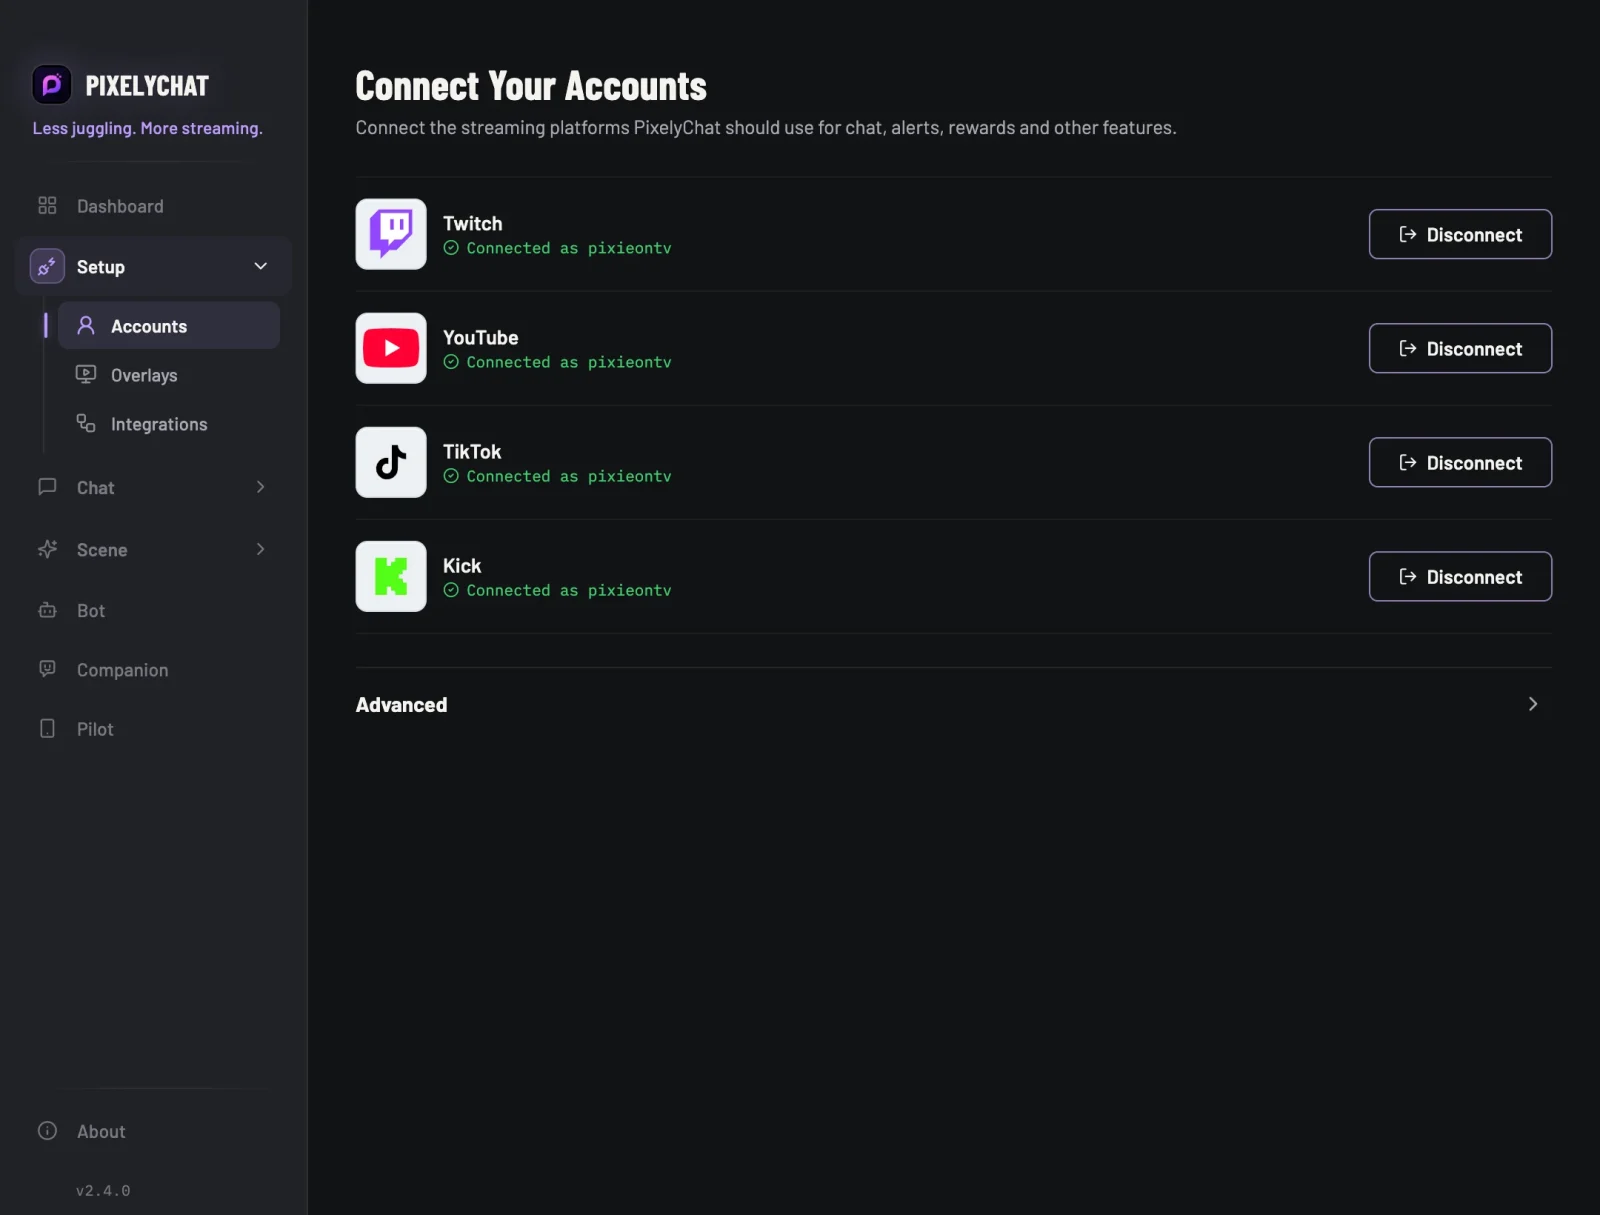 PIXELYCHAT
Less juggling. More streaming.
Dashboard
Setup
Accounts
Overlays
Integrations
Chat
Scene
Bot
Companion
Pilot
About
v2.4.0
Connect Your Accounts
Connect the streaming platforms PixelyChat should use for chat, alerts, rewards and other features.
Twitch
Connected as pixieontv
Disconnect
YouTube
Connected as pixieontv
Disconnect
TikTok
Connected as pixieontv
Disconnect
Kick
Connected as pixieontv
Disconnect
Advanced